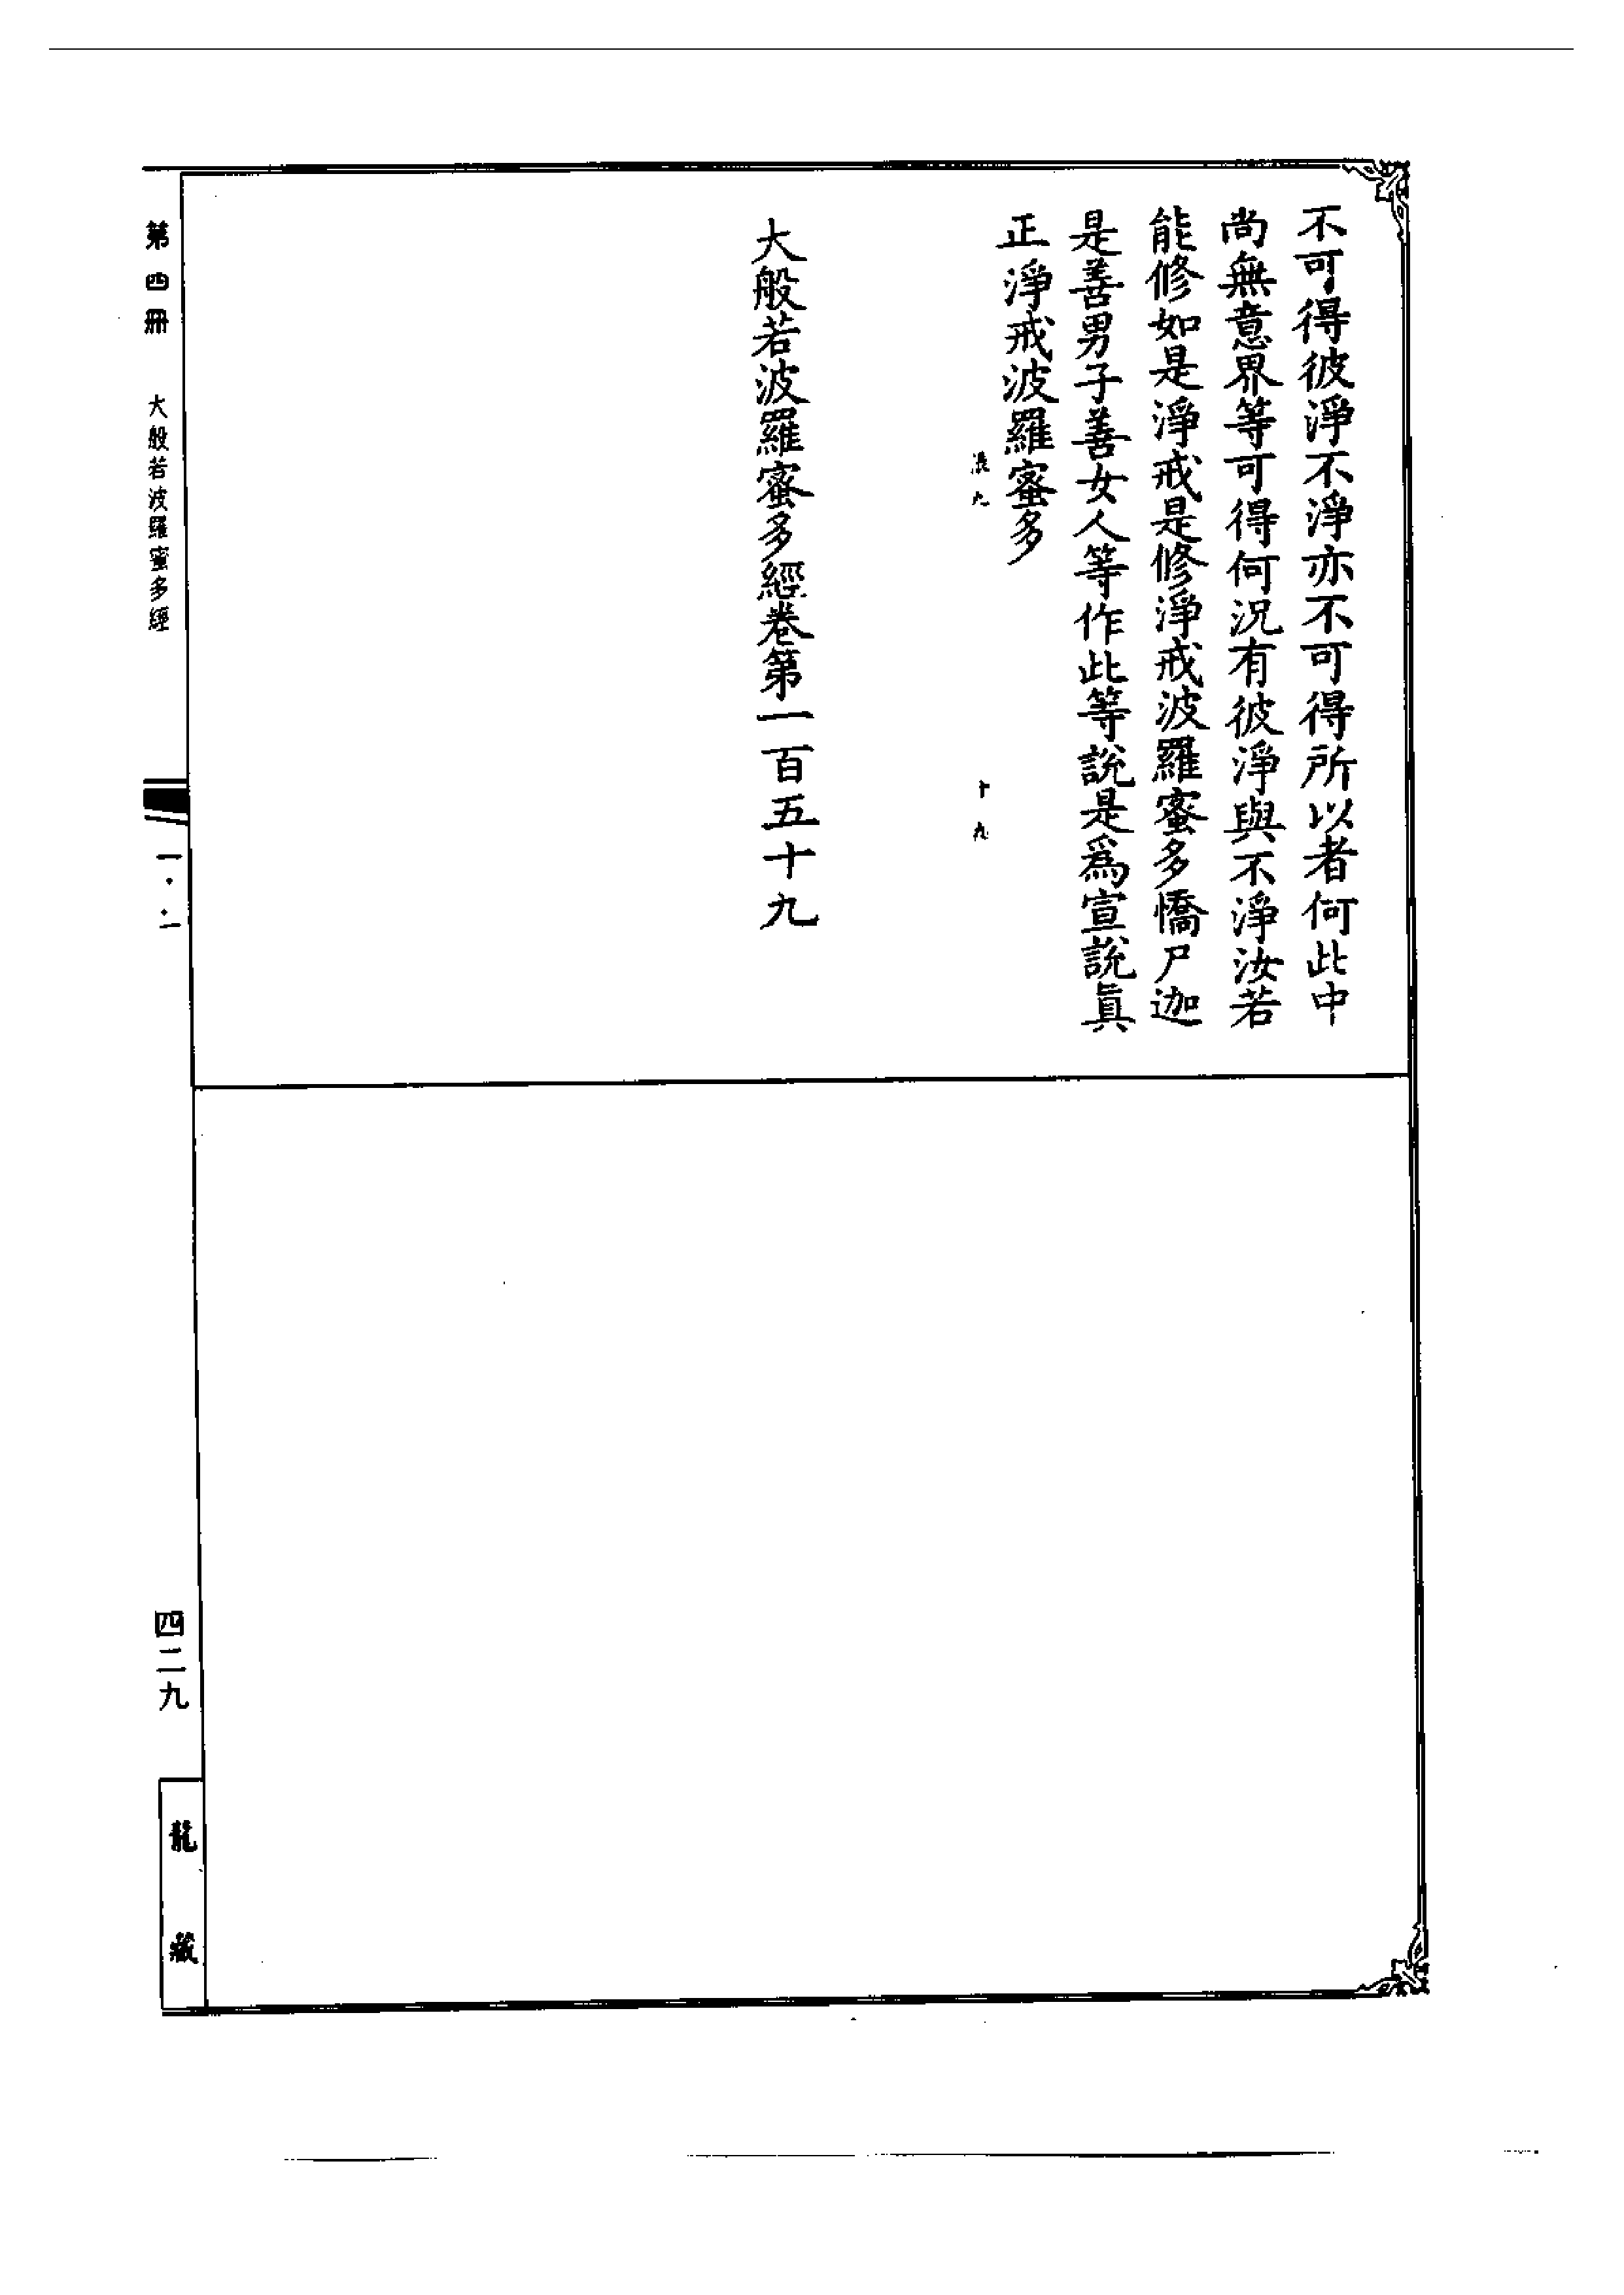 不可得彼淨不淨亦不可得所以者何此中
尚無意界等可得何況有彼淨與不淨汝若
能修如是淨戒是修淨戒波羅蜜多憍尸迦
是善男子善女人等作此等說是爲宣說眞
正淨戒波羅蜜多
十九
大般若波羅蜜多經卷第一百五十九
第四冊 大般若波羅蜜多經
一·一
四二九
龍藏